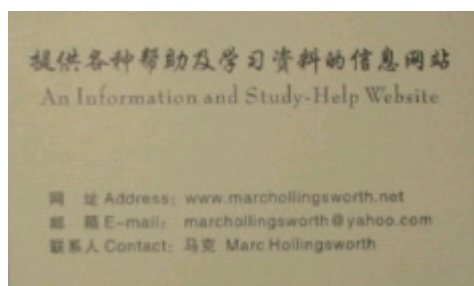 提供各种帮助及学习资料的信息网站
An Information and Study-Help Website
网 址 Address: www.marchollingsworth.net
邮 箱 E-mail: marchollingsworth@yahoo.com
联系人 Contact: 马克 Marc Hollingsworth